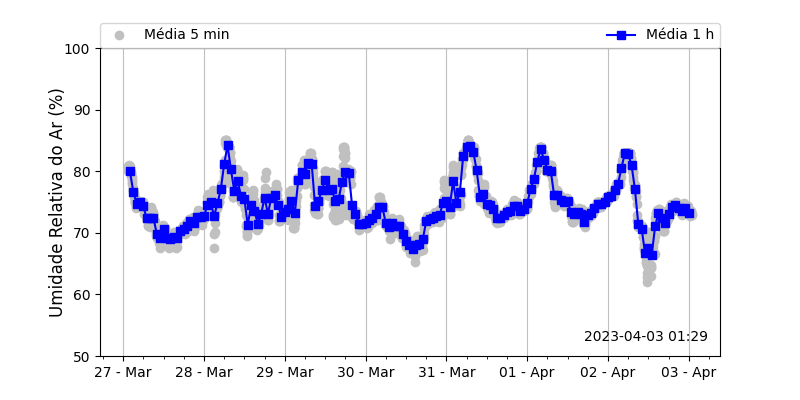 Média 5 min
Média 1 h
Umidade Relativa do Ar (%)
100
90
80
70
60
50
2023-04-03 01:29
27 - Mar
28 - Mar
29 - Mar
30 - Mar
31 - Mar
01 - Apr
02 - Apr
03 - Apr